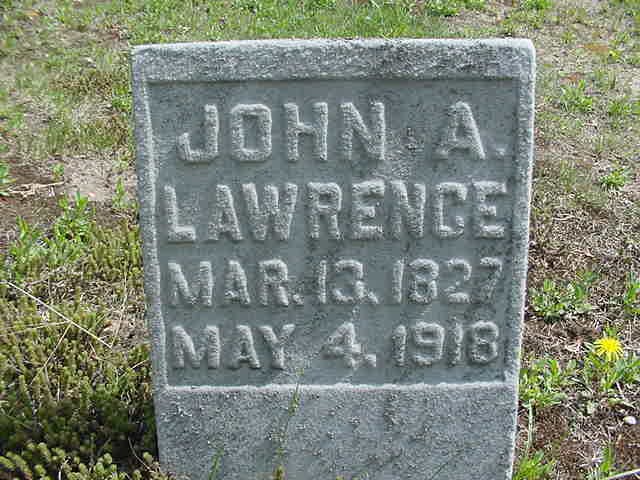 JOHN A.
LAWRENCE
MAR. 13. 1827
MAY 4. 1918